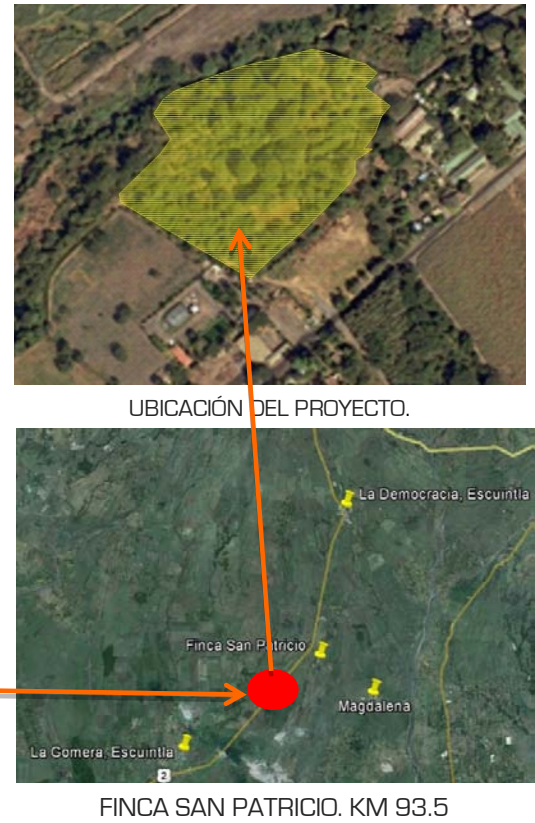 UBICACIÓN DEL PROYECTO.
La Democracia, Escuintla
Finca San Patricio
Magdalena
La Gomera, Escuintla
2
FINCA SAN PATRICIO. KM 93.5